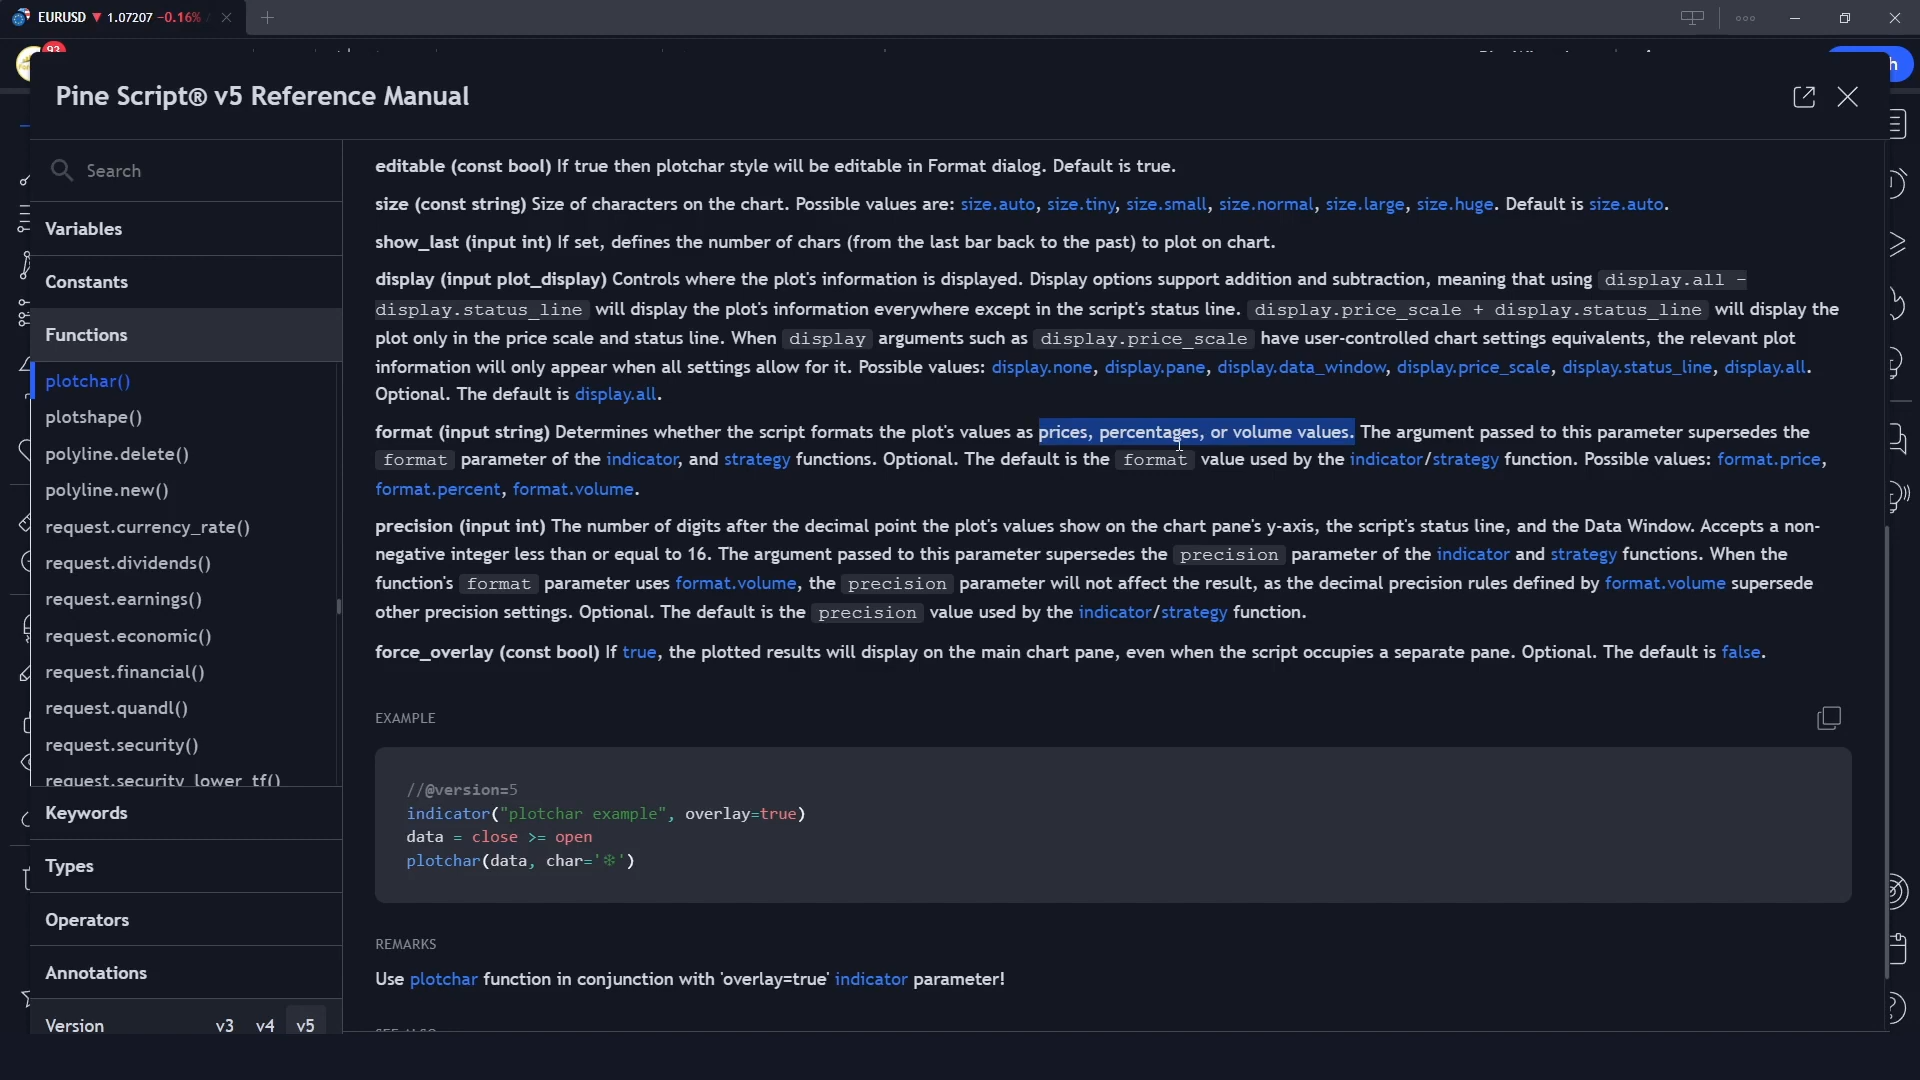 EURUSD ▼ 1.07207 −0.16%
93
Pine Script® v5 Reference Manual
Search
Variables
Constants
Functions
plotchar()
plotshape()
polyline.delete()
polyline.new()
request.currency_rate()
request.dividends()
request.earnings()
request.economic()
request.financial()
request.quandl()
request.security()
request.security_lower_tf()
Keywords
Types
Operators
Annotations
Version v3 v4 v5
editable (const bool) If true then plotchar style will be editable in Format dialog. Default is true.
size (const string) Size of characters on the chart. Possible values are: size.auto, size.tiny, size.small, size.normal, size.large, size.huge. Default is size.auto.
show_last (input int) If set, defines the number of chars (from the last bar back to the past) to plot on chart.
display (input plot_display) Controls where the plot's information is displayed. Display options support addition and subtraction, meaning that using display.all -
display.status_line will display the plot's information everywhere except in the script's status line. display.price_scale + display.status_line will display the
plot only in the price scale and status line. When display arguments such as display.price_scale have user-controlled chart settings equivalents, the relevant plot
information will only appear when all settings allow for it. Possible values: display.none, display.pane, display.data_window, display.price_scale, display.status_line, display.all.
Optional. The default is display.all.
format (input string) Determines whether the script formats the plot's values as prices, percentages, or volume values. The argument passed to this parameter supersedes the
format parameter of the indicator, and strategy functions. Optional. The default is the format value used by the indicator/strategy function. Possible values: format.price,
format.percent, format.volume.
precision (input int) The number of digits after the decimal point the plot's values show on the chart pane's y-axis, the script's status line, and the Data Window. Accepts a non-
negative integer less than or equal to 16. The argument passed to this parameter supersedes the precision parameter of the indicator and strategy functions. When the
function's format parameter uses format.volume, the precision parameter will not affect the result, as the decimal precision rules defined by format.volume supersede
other precision settings. Optional. The default is the precision value used by the indicator/strategy function.
force_overlay (const bool) If true, the plotted results will display on the main chart pane, even when the script occupies a separate pane. Optional. The default is false.
EXAMPLE
//@version=5
indicator("plotchar example", overlay=true)
data = close >= open
plotchar(data, char='❄')
REMARKS
Use plotchar function in conjunction with 'overlay=true' indicator parameter!